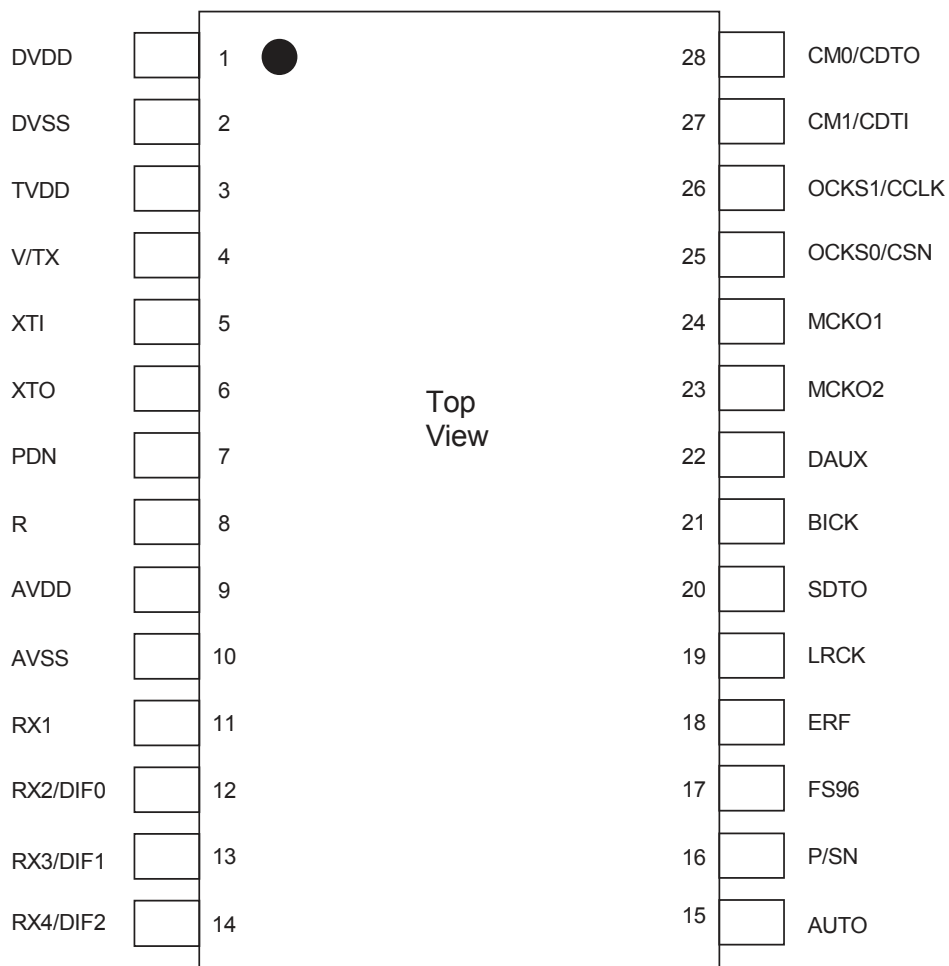 DVDD 1 28 CM0/CDTO
DVSS 2 27 CM1/CDTI
TVDD 3 26 OCKS1/CCLK
V/TX 4 25 OCKS0/CSN
XTI 5 24 MCKO1
XTO 6 23 MCKO2
Top
View
PDN 7 22 DAUX
R 8 21 BICK
AVDD 9 20 SDTO
AVSS 10 19 LRCK
RX1 11 18 ERF
RX2/DIF0 12 17 FS96
RX3/DIF1 13 16 P/SN
RX4/DIF2 14 15 AUTO